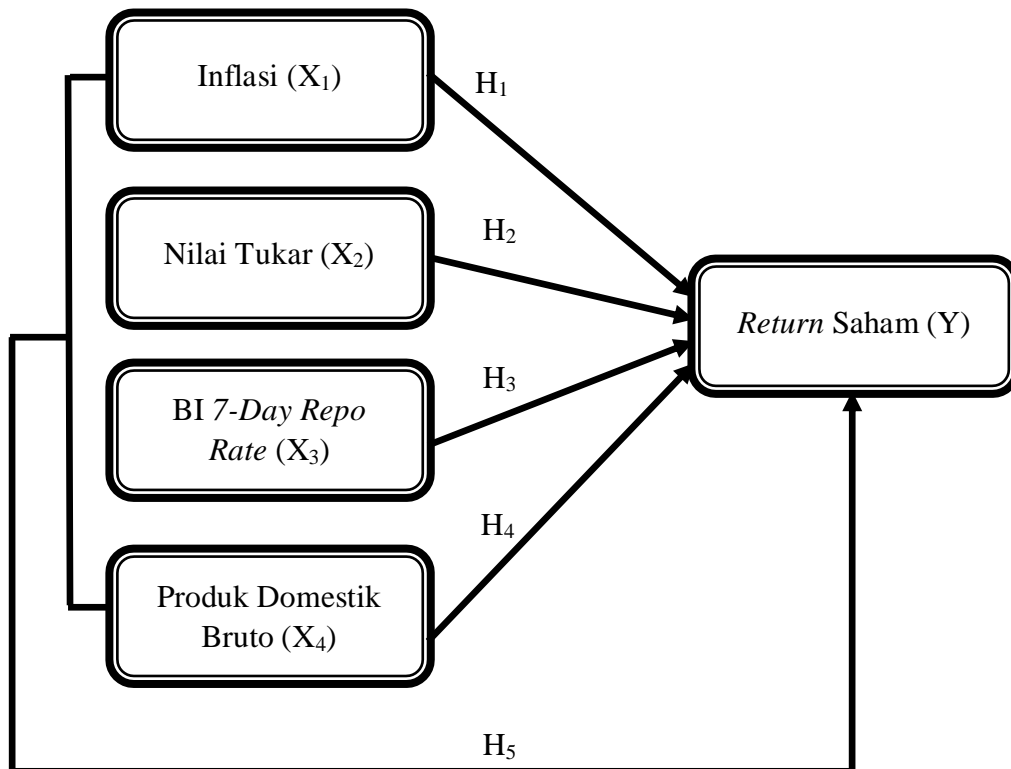 Inflasi (X₁)
H₁
Nilai Tukar (X₂)
H₂
Return Saham (Y)
BI 7-Day Repo
Rate (X₃)
H₃
H₄
Produk Domestik
Bruto (X₄)
H₅